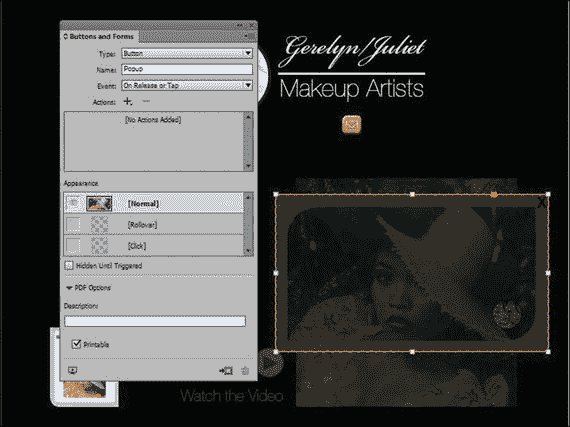 Buttons and Forms
Type: Button
Name: Popup
Event: On Release or Tap
Actions:
[No Actions Added]
Appearance
[Normal]
[Rollover]
[Click]
Hidden Until Triggered
PDF Options
Description:
Printable
Gerelyn/Juliet
Makeup Artists
X
Watch the Video